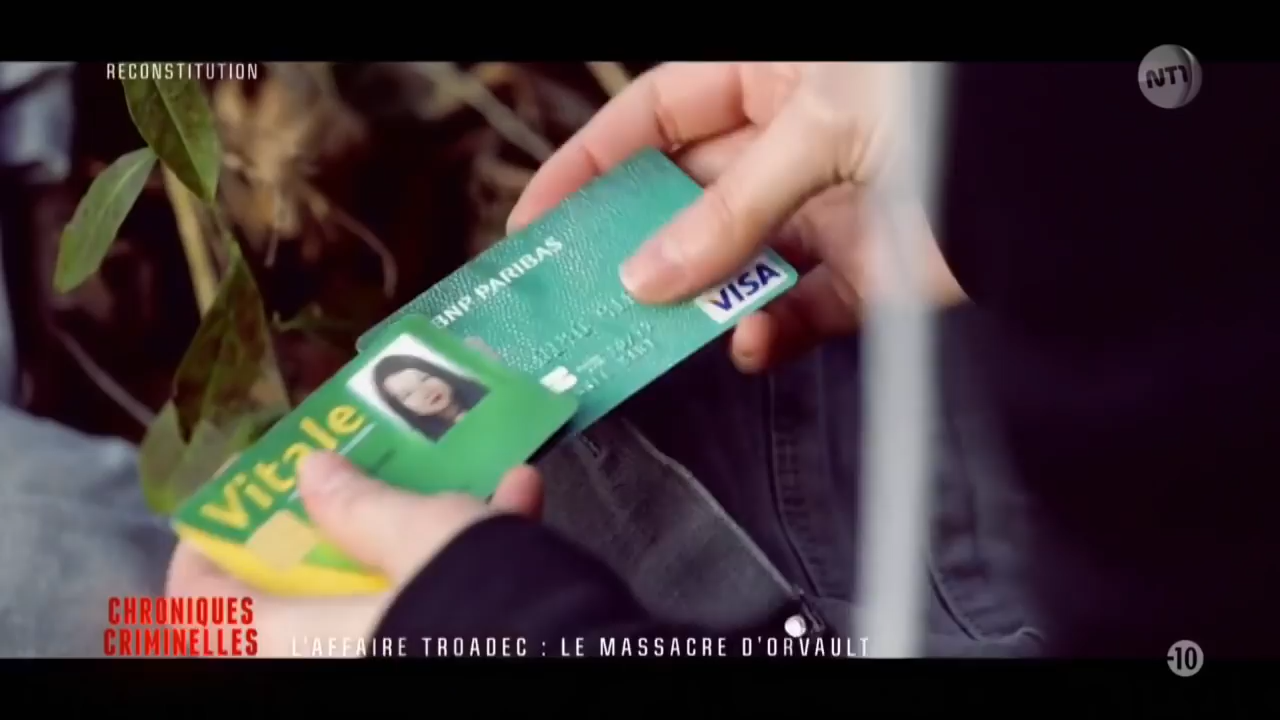 RECONSTITUTION
NT1
BNP PARIBAS
VISA
Vitale
CHRONIQUES
CRIMINELLES
L'AFFAIRE TROADEC : LE MASSACRE D'ORVAULT
-10